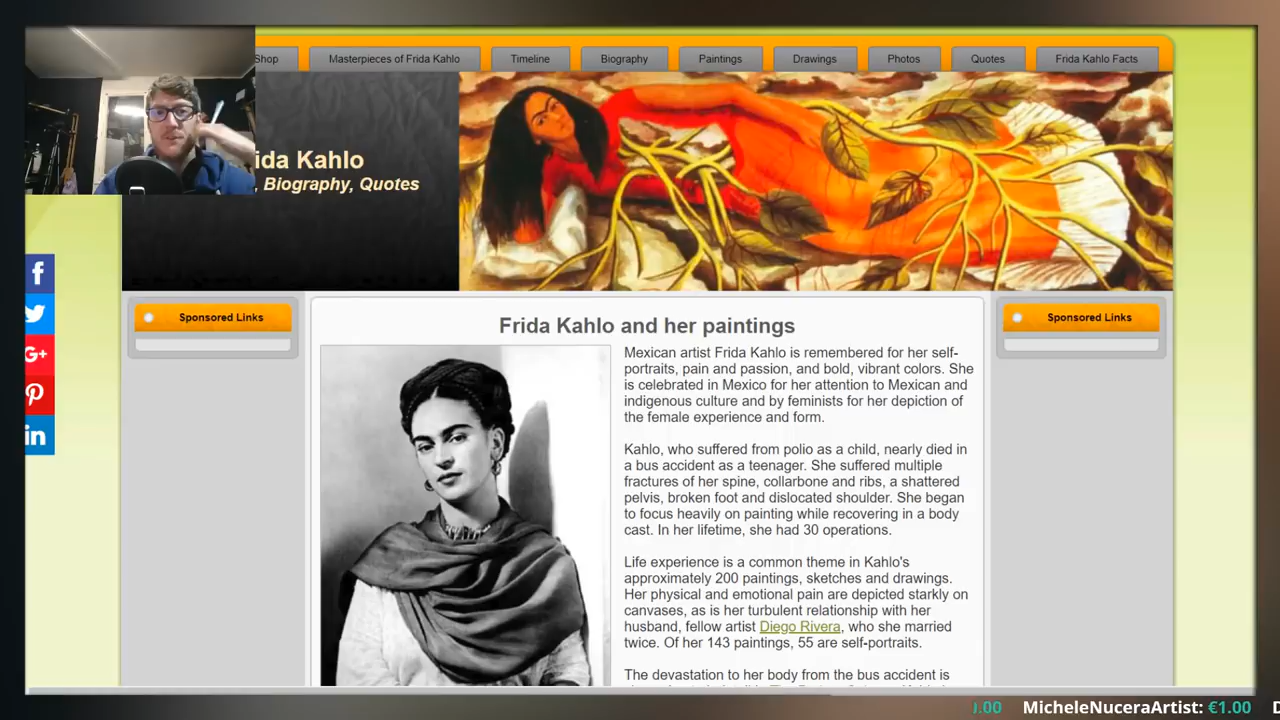 Shop
Masterpieces of Frida Kahlo
Timeline
Biography
Paintings
Drawings
Photos
Quotes
Frida Kahlo Facts
ida Kahlo
, Biography, Quotes
Sponsored Links
Frida Kahlo and her paintings
Mexican artist Frida Kahlo is remembered for her self-
portraits, pain and passion, and bold, vibrant colors. She
is celebrated in Mexico for her attention to Mexican and
indigenous culture and by feminists for her depiction of
the female experience and form.
Kahlo, who suffered from polio as a child, nearly died in
a bus accident as a teenager. She suffered multiple
fractures of her spine, collarbone and ribs, a shattered
pelvis, broken foot and dislocated shoulder. She began
to focus heavily on painting while recovering in a body
cast. In her lifetime, she had 30 operations.
Life experience is a common theme in Kahlo's
approximately 200 paintings, sketches and drawings.
Her physical and emotional pain are depicted starkly on
canvases, as is her turbulent relationship with her
husband, fellow artist Diego Rivera, who she married
twice. Of her 143 paintings, 55 are self-portraits.
The devastation to her body from the bus accident is
Sponsored Links
f
G+
in
.00 MicheleNuceraArtist: €1.00